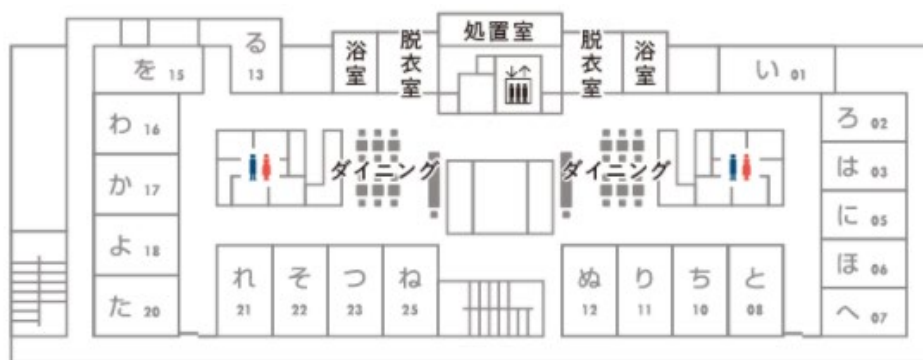 処置室
浴室
脱衣室
脱衣室
浴室
る 13
を 15
い 01
わ 16
ろ 02
か 17
は 03
よ 18
に 05
た 20
ほ 06
へ 07
ダイニング
ダイニング
れ 21
そ 22
つ 23
ね 25
ぬ 12
り 11
ち 10
と 08